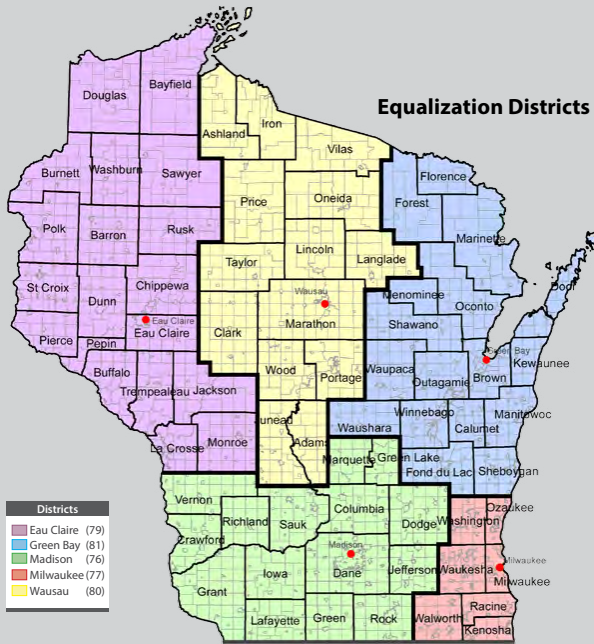 Equalization Districts
Bayfield
Douglas
Iron
Ashland
Vilas
Burnett
Washburn
Sawyer
Florence
Forest
Price
Oneida
Polk
Barron
Rusk
Marinette
Lincoln
Taylor
Langlade
St Croix
Dunn
Chippewa
Menominee
Oconto
Door
Wausau
Eau Claire
Eau Claire
Clark
Marathon
Shawano
Pierce
Pepin
Green Bay
Kewaunee
Buffalo
Wood
Portage
Waupaca
Outagamie
Brown
Trempealeau
Jackson
Juneau
Adams
Waushara
Winnebago
Calumet
Manitowoc
La Crosse
Monroe
Marquette
Green Lake
Fond du Lac
Sheboygan
Vernon
Richland
Sauk
Columbia
Dodge
Washington
Ozaukee
Crawford
Madison
Dane
Jefferson
Waukesha
Milwaukee
Milwaukee
Grant
Iowa
Lafayette
Green
Rock
Walworth
Racine
Kenosha
Districts
Eau Claire (79)
Green Bay (81)
Madison (76)
Milwaukee (77)
Wausau (80)